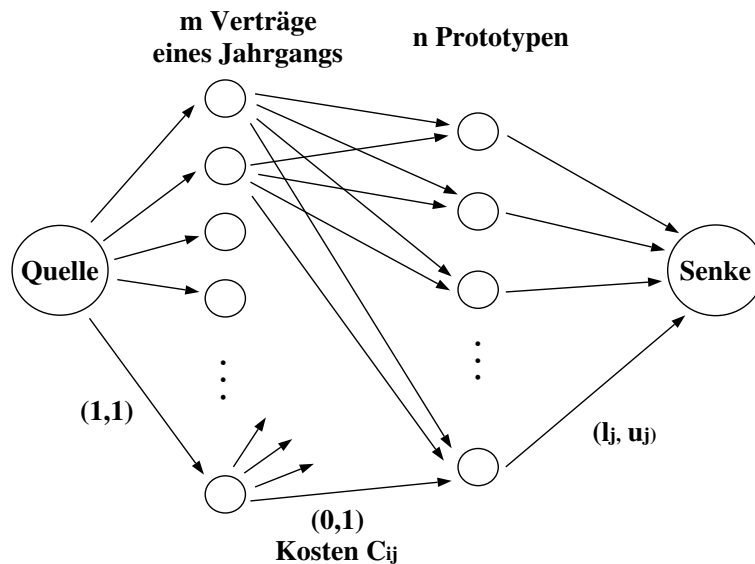 m Verträge
eines Jahrgangs
n Prototypen
Quelle
Senke
(1,1)
(lj, uj)
(0,1)
Kosten Cij